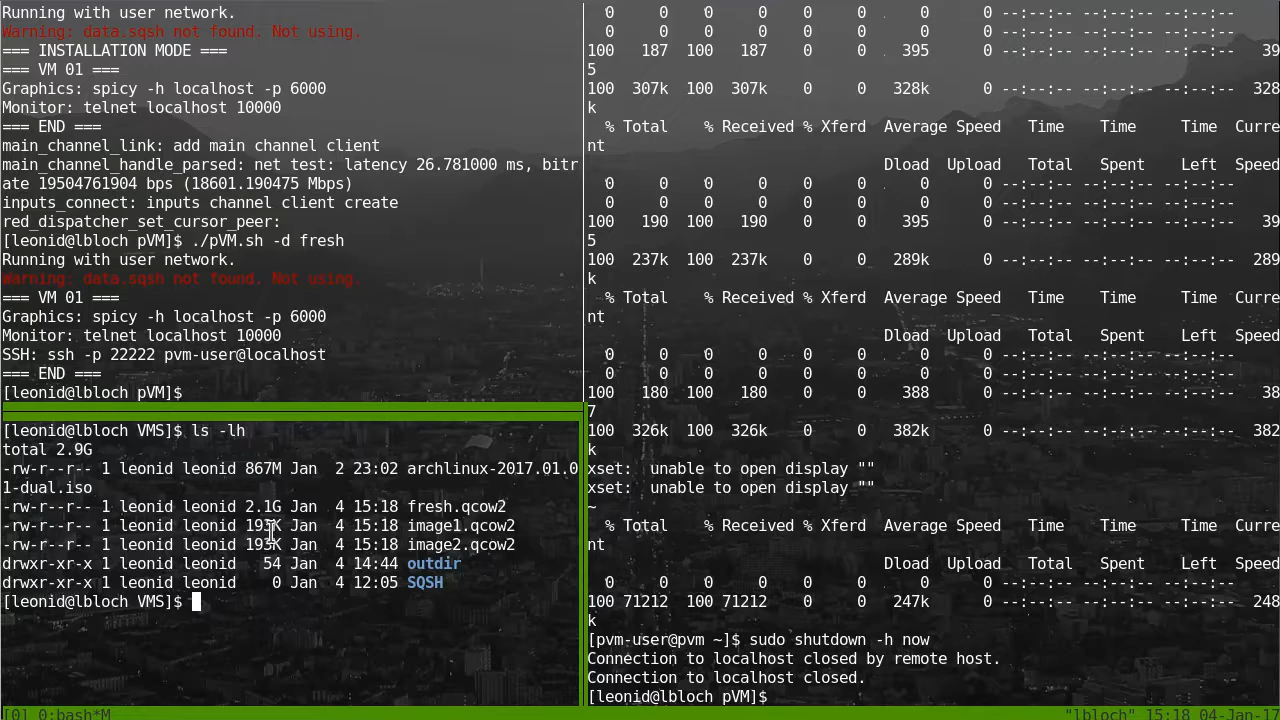 Running with user network.
Warning: data.sqsh not found. Not using.
=== INSTALLATION MODE ===
=== VM 01 ===
Graphics: spicy -h localhost -p 6000
Monitor: telnet localhost 10000
=== END ===
main_channel_link: add main channel client
main_channel_handle_parsed: net test: latency 26.781000 ms, bitr
ate 19504761904 bps (18601.190475 Mbps)
inputs_connect: inputs channel client create
red_dispatcher_set_cursor_peer:
[leonid@lbloch pVM]$ ./pVM.sh -d fresh
Running with user network.
Warning: data.sqsh not found. Not using.
=== VM 01 ===
Graphics: spicy -h localhost -p 6000
Monitor: telnet localhost 10000
SSH: ssh -p 22222 pvm-user@localhost
=== END ===
[leonid@lbloch pVM]$
[leonid@lbloch VMS]$ ls -lh
total 2.9G
-rw-r--r-- 1 leonid leonid 867M Jan  2 23:02 archlinux-2017.01.0
1-dual.iso
-rw-r--r-- 1 leonid leonid 2.1G Jan  4 15:18 fresh.qcow2
-rw-r--r-- 1 leonid leonid 193K Jan  4 15:18 image1.qcow2
-rw-r--r-- 1 leonid leonid 193K Jan  4 15:18 image2.qcow2
drwxr-xr-x 1 leonid leonid   54 Jan  4 14:44 outdir
drwxr-xr-x 1 leonid leonid    0 Jan  4 12:05 SQSH
[leonid@lbloch VMS]$
0 0 0 0 0 0 0 0 --:--:-- --:--:-- --:--:--
0 0 0 0 0 0 0 0 --:--:-- --:--:-- --:--:--
100 187 100 187 0 0 395 0 --:--:-- --:--:-- --:--:-- 39
5
100 307k 100 307k 0 0 328k 0 --:--:-- --:--:-- --:--:-- 328
k
% Total % Received % Xferd Average Speed Time Time Time Curre
nt
Dload Upload Total Spent Left Speed
0 0 0 0 0 0 0 0 --:--:-- --:--:-- --:--:--
0 0 0 0 0 0 0 0 --:--:-- --:--:-- --:--:--
100 190 100 190 0 0 395 0 --:--:-- --:--:-- --:--:-- 39
5
100 237k 100 237k 0 0 289k 0 --:--:-- --:--:-- --:--:-- 289
k
% Total % Received % Xferd Average Speed Time Time Time Curre
nt
Dload Upload Total Spent Left Speed
0 0 0 0 0 0 0 0 --:--:-- --:--:-- --:--:--
0 0 0 0 0 0 0 0 --:--:-- --:--:-- --:--:--
100 180 100 180 0 0 388 0 --:--:-- --:--:-- --:--:-- 38
7
100 326k 100 326k 0 0 382k 0 --:--:-- --:--:-- --:--:-- 382
k
xset:  unable to open display ""
xset:  unable to open display ""
~
% Total % Received % Xferd Average Speed Time Time Time Curre
nt
Dload Upload Total Spent Left Speed
0 0 0 0 0 0 0 0 --:--:-- --:--:-- --:--:--
100 71212 100 71212 0 0 247k 0 --:--:-- --:--:-- --:--:-- 248
k
[pvm-user@pvm ~]$ sudo shutdown -h now
Connection to localhost closed by remote host.
Connection to localhost closed.
[leonid@lbloch pVM]$
[0] 0:bash*M "lbloch" 15:18 04-Jan-17